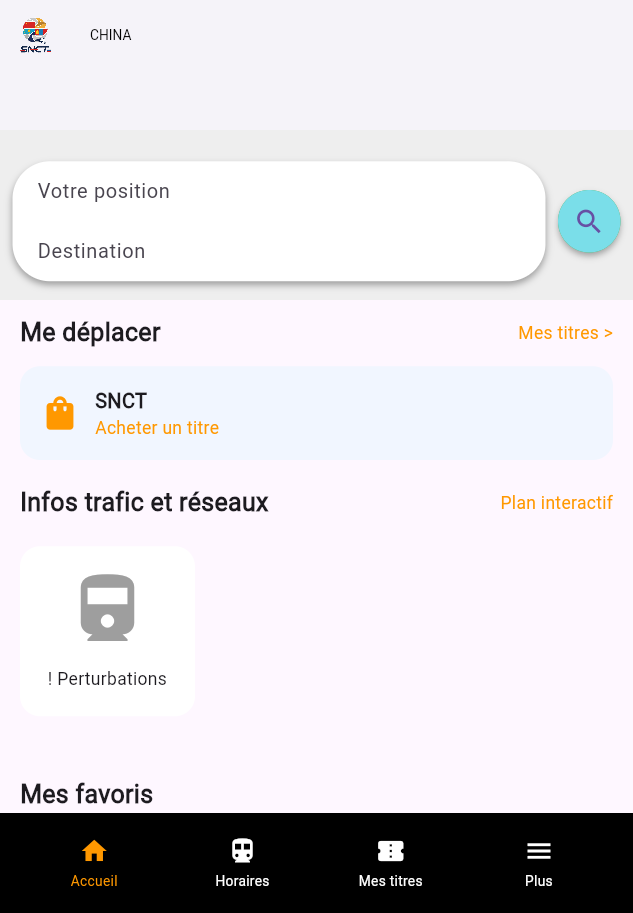 SNCT
CHINA
Votre position
Destination
Me déplacer
Mes titres >
SNCT
Acheter un titre
Infos trafic et réseaux
Plan interactif
! Perturbations
Mes favoris
Accueil
Horaires
Mes titres
Plus